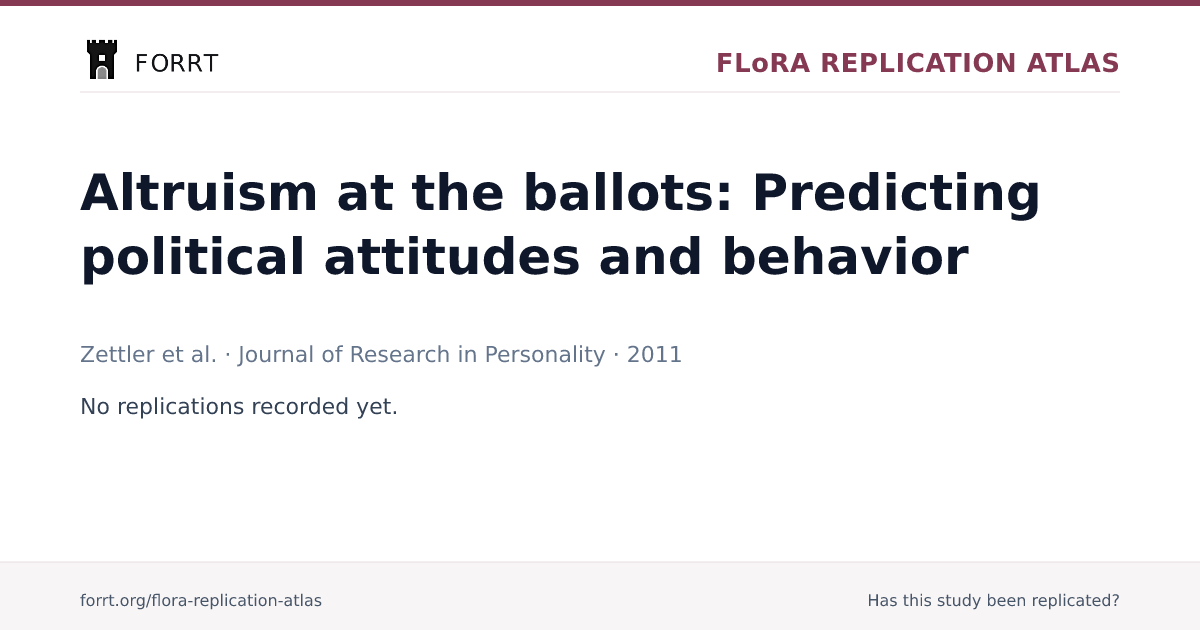 FORRT
FLoRA REPLICATION ATLAS
Altruism at the ballots: Predicting
political attitudes and behavior
Zettler et al. · Journal of Research in Personality · 2011
No replications recorded yet.
forrt.org/flora-replication-atlas
Has this study been replicated?